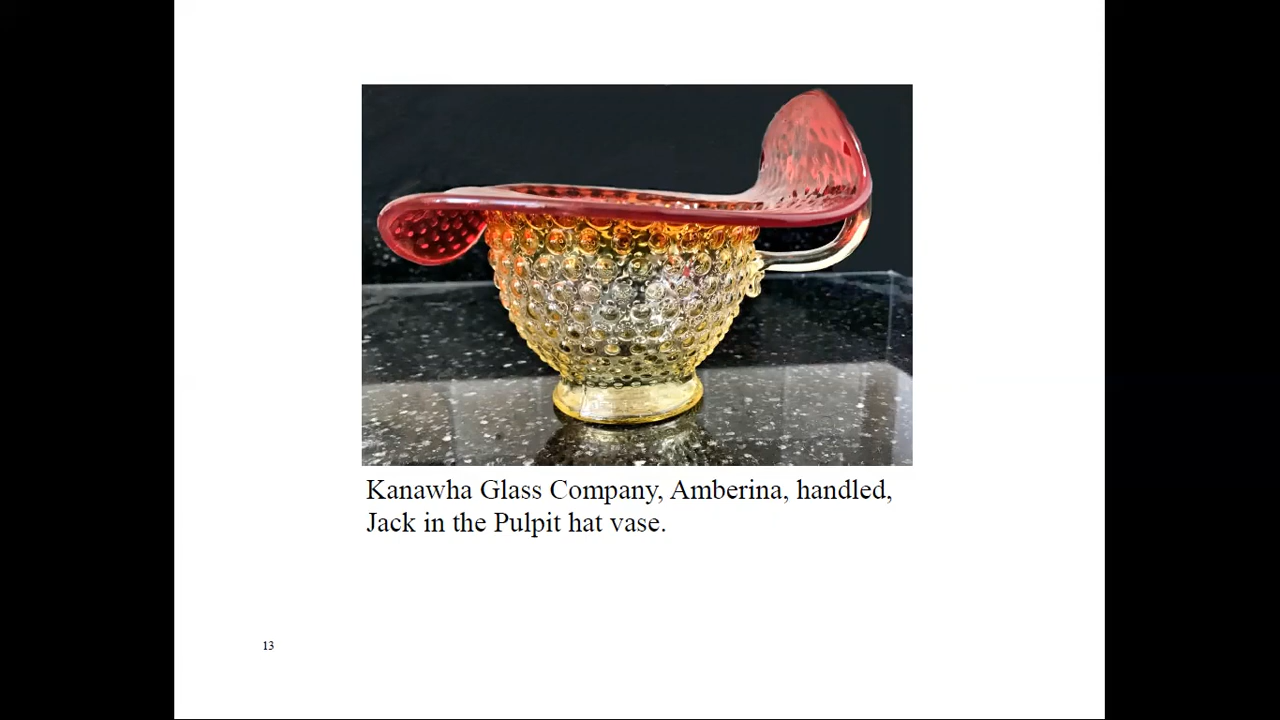 Kanawha Glass Company, Amberina, handled,
Jack in the Pulpit hat vase.
13